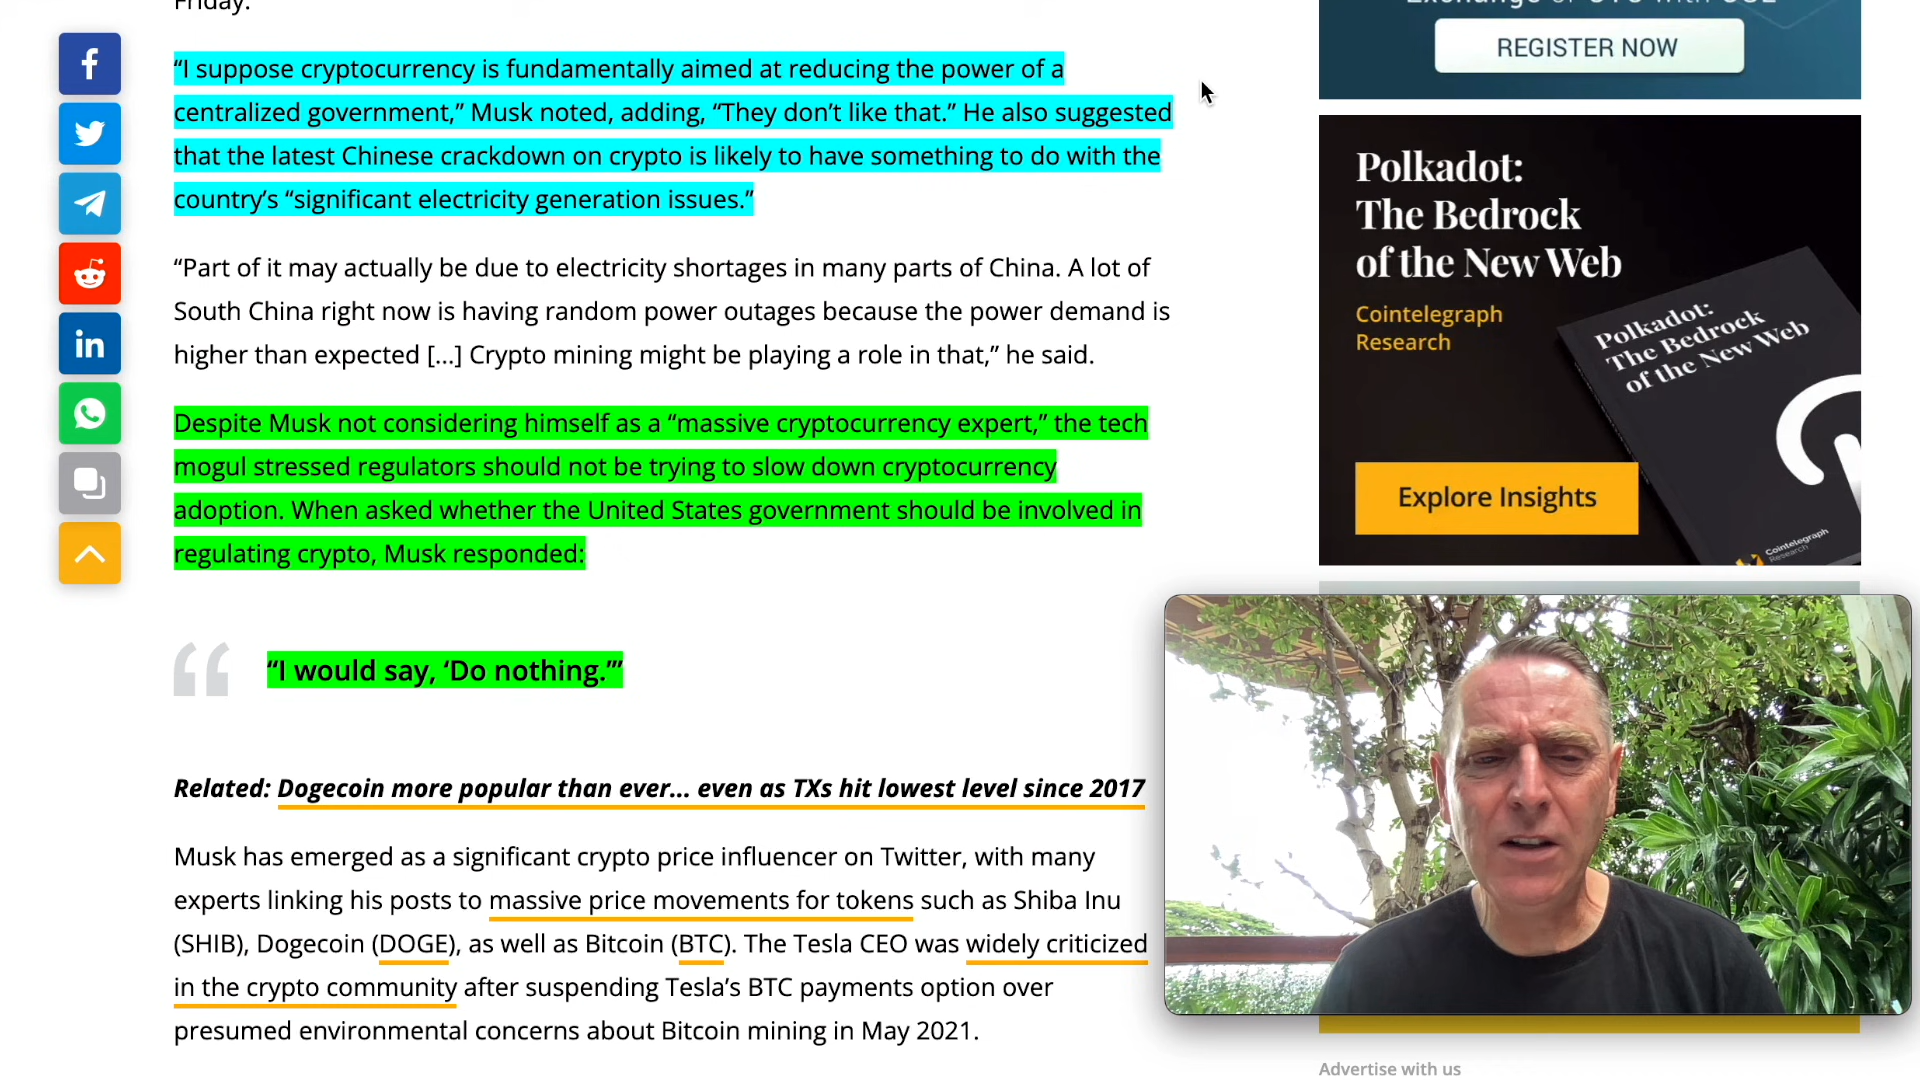 Friday.
“I suppose cryptocurrency is fundamentally aimed at reducing the power of a
centralized government,” Musk noted, adding, “They don’t like that.” He also suggested
that the latest Chinese crackdown on crypto is likely to have something to do with the
country’s “significant electricity generation issues.”
“Part of it may actually be due to electricity shortages in many parts of China. A lot of
South China right now is having random power outages because the power demand is
higher than expected [...] Crypto mining might be playing a role in that,” he said.
Despite Musk not considering himself as a “massive cryptocurrency expert,” the tech
mogul stressed regulators should not be trying to slow down cryptocurrency
adoption. When asked whether the United States government should be involved in
regulating crypto, Musk responded:
“I would say, ‘Do nothing.’”
Related: Dogecoin more popular than ever... even as TXs hit lowest level since 2017
Musk has emerged as a significant crypto price influencer on Twitter, with many
experts linking his posts to massive price movements for tokens such as Shiba Inu
(SHIB), Dogecoin (DOGE), as well as Bitcoin (BTC). The Tesla CEO was widely criticized
in the crypto community after suspending Tesla’s BTC payments option over
presumed environmental concerns about Bitcoin mining in May 2021.
REGISTER NOW
Polkadot:
The Bedrock
of the New Web
Cointelegraph
Research
Explore Insights
Polkadot:
The Bedrock
of the New Web
Cointelegraph
Research
Advertise with us